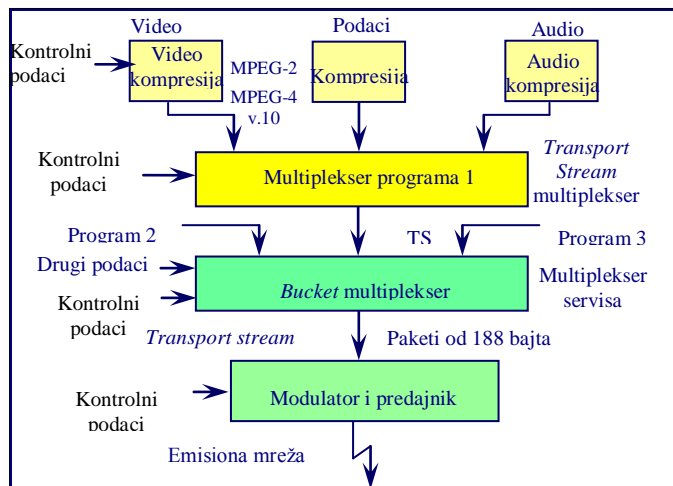 Video
Podaci
Audio
Kontrolni
podaci
Video
kompresija
MPEG-2
MPEG-4
v.10
Kompresija
Audio
kompresija
Kontrolni
podaci
Multiplekser programa 1
Transport
Stream
multiplekser
Program 2
TS
Program 3
Drugi podaci
Kontrolni
podaci
Bucket multiplekser
Multiplekser
servisa
Transport stream
Paketi od 188 bajta
Kontrolni
podaci
Modulator i predajnik
Emisiona mreža